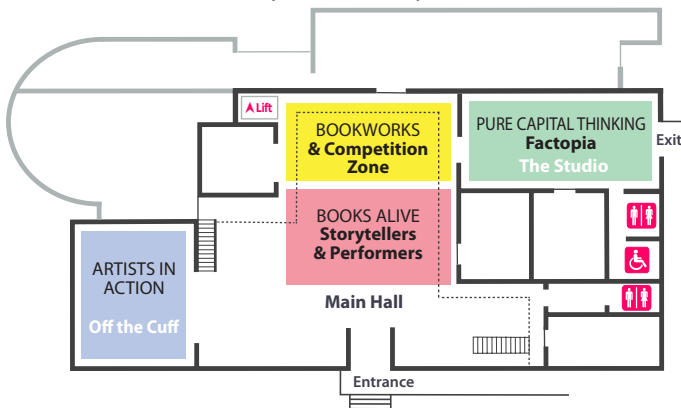 Lift
BOOKWORKS
& Competition
Zone
PURE CAPITAL THINKING
Factopia
The Studio
Exit
BOOKS ALIVE
Storytellers
& Performers
ARTISTS IN
ACTION
Off the Cuff
Main Hall
Entrance